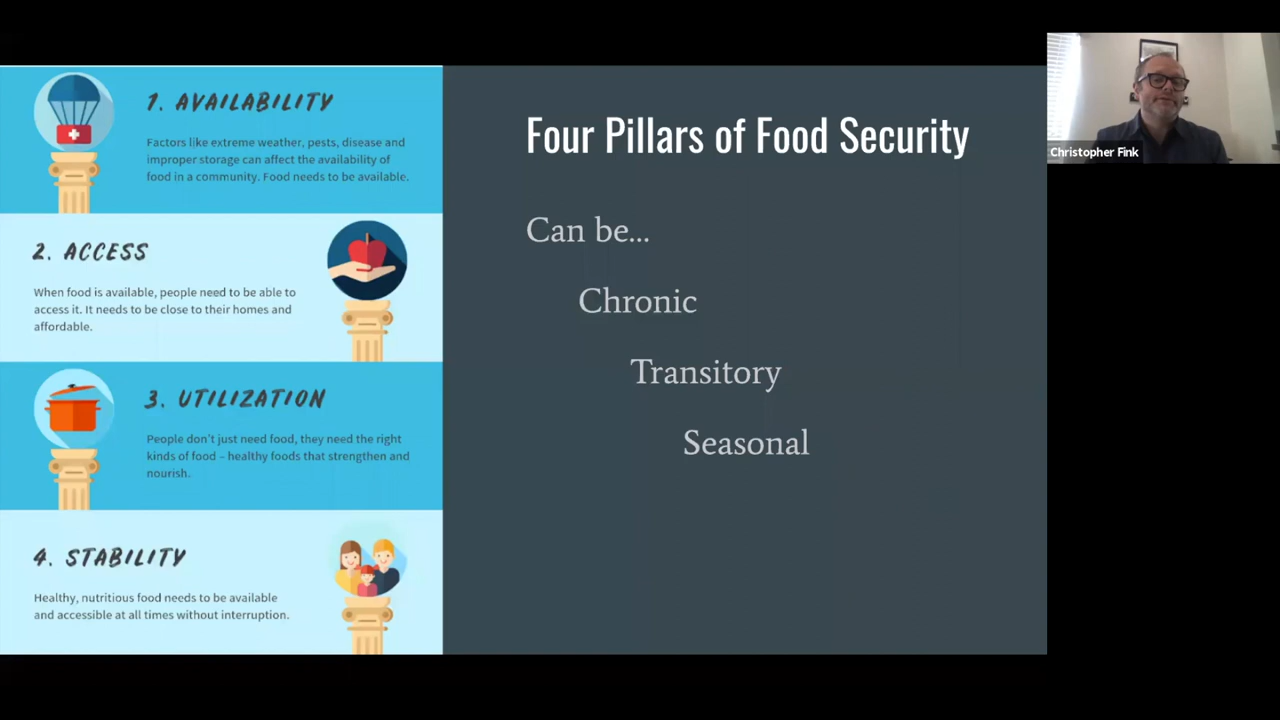 1. AVAILABILITY
Factors like extreme weather, pests, disease and
improper storage can affect the availability of
food in a community. Food needs to be available.
2. ACCESS
When food is available, people need to be able to
access it. It needs to be close to their homes and
affordable.
3. UTILIZATION
People don't just need food, they need the right
kinds of food – healthy foods that strengthen and
nourish.
4. STABILITY
Healthy, nutritious food needs to be available
and accessible at all times without interruption.
Four Pillars of Food Security
Can be...
Chronic
Transitory
Seasonal
Christopher Fink